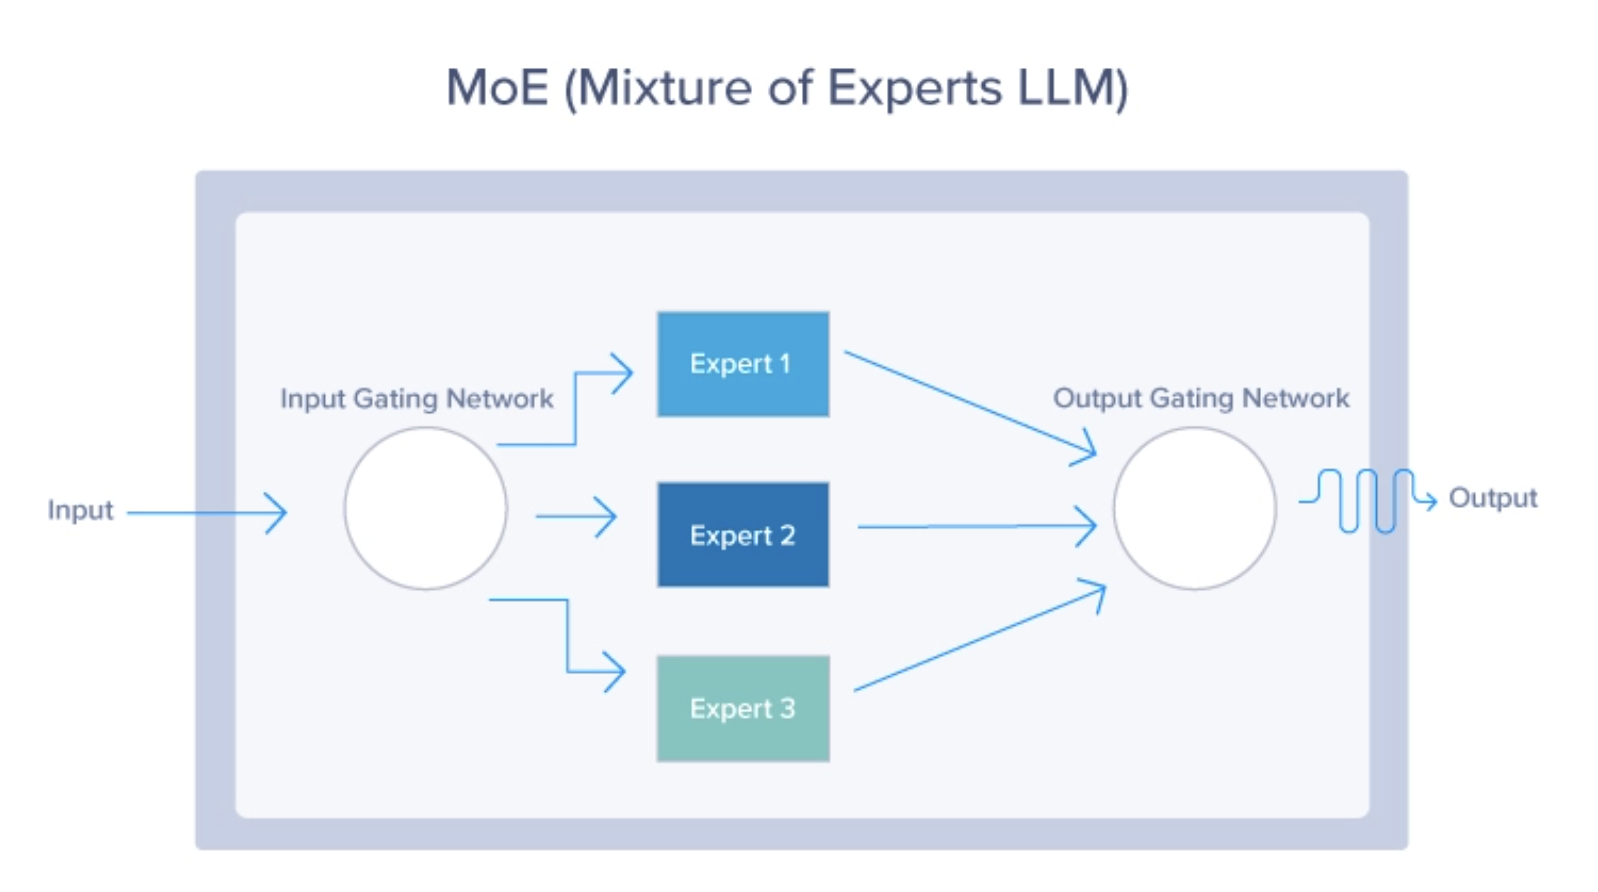 MoE (Mixture of Experts LLM)
Expert 1
Input Gating Network
Output Gating Network
Input
Expert 2
Output
Expert 3